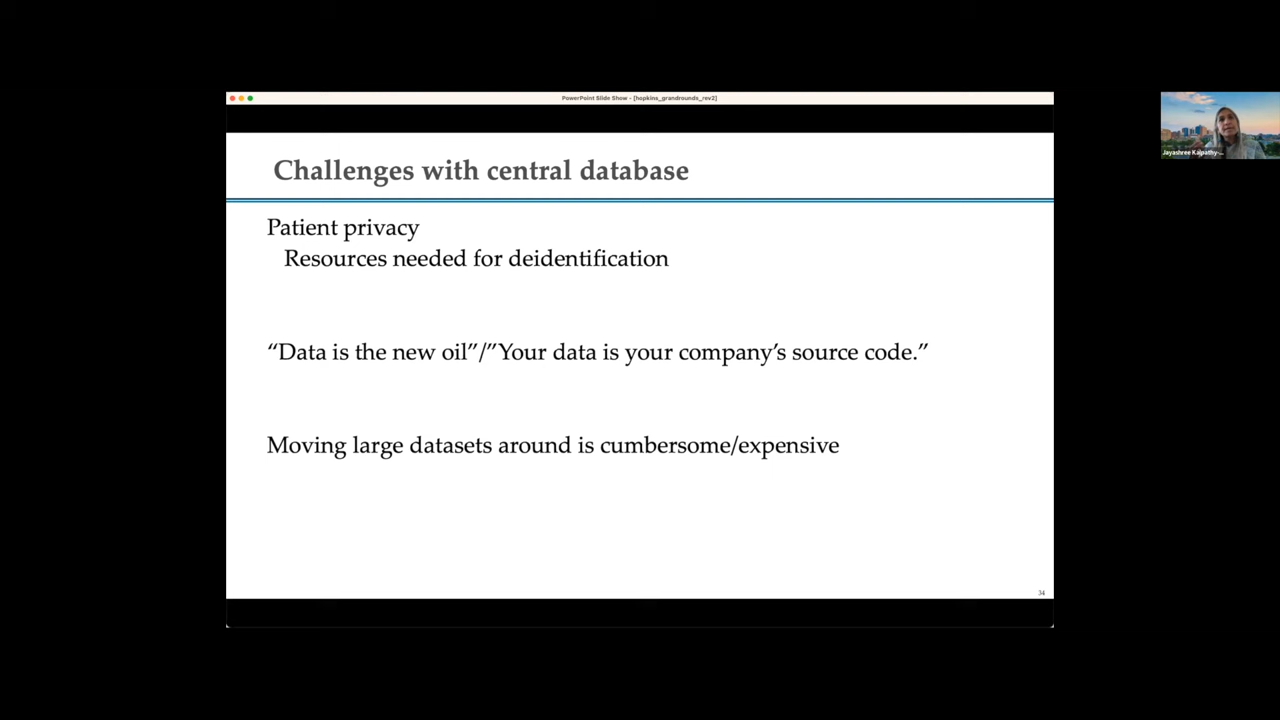 PowerPoint Slide Show - [hopkins_grandrounds_rev2]
Challenges with central database
Patient privacy
Resources needed for deidentification
“Data is the new oil”/”Your data is your company’s source code.”
Moving large datasets around is cumbersome/expensive
34
Jayashree Kalpathy-...